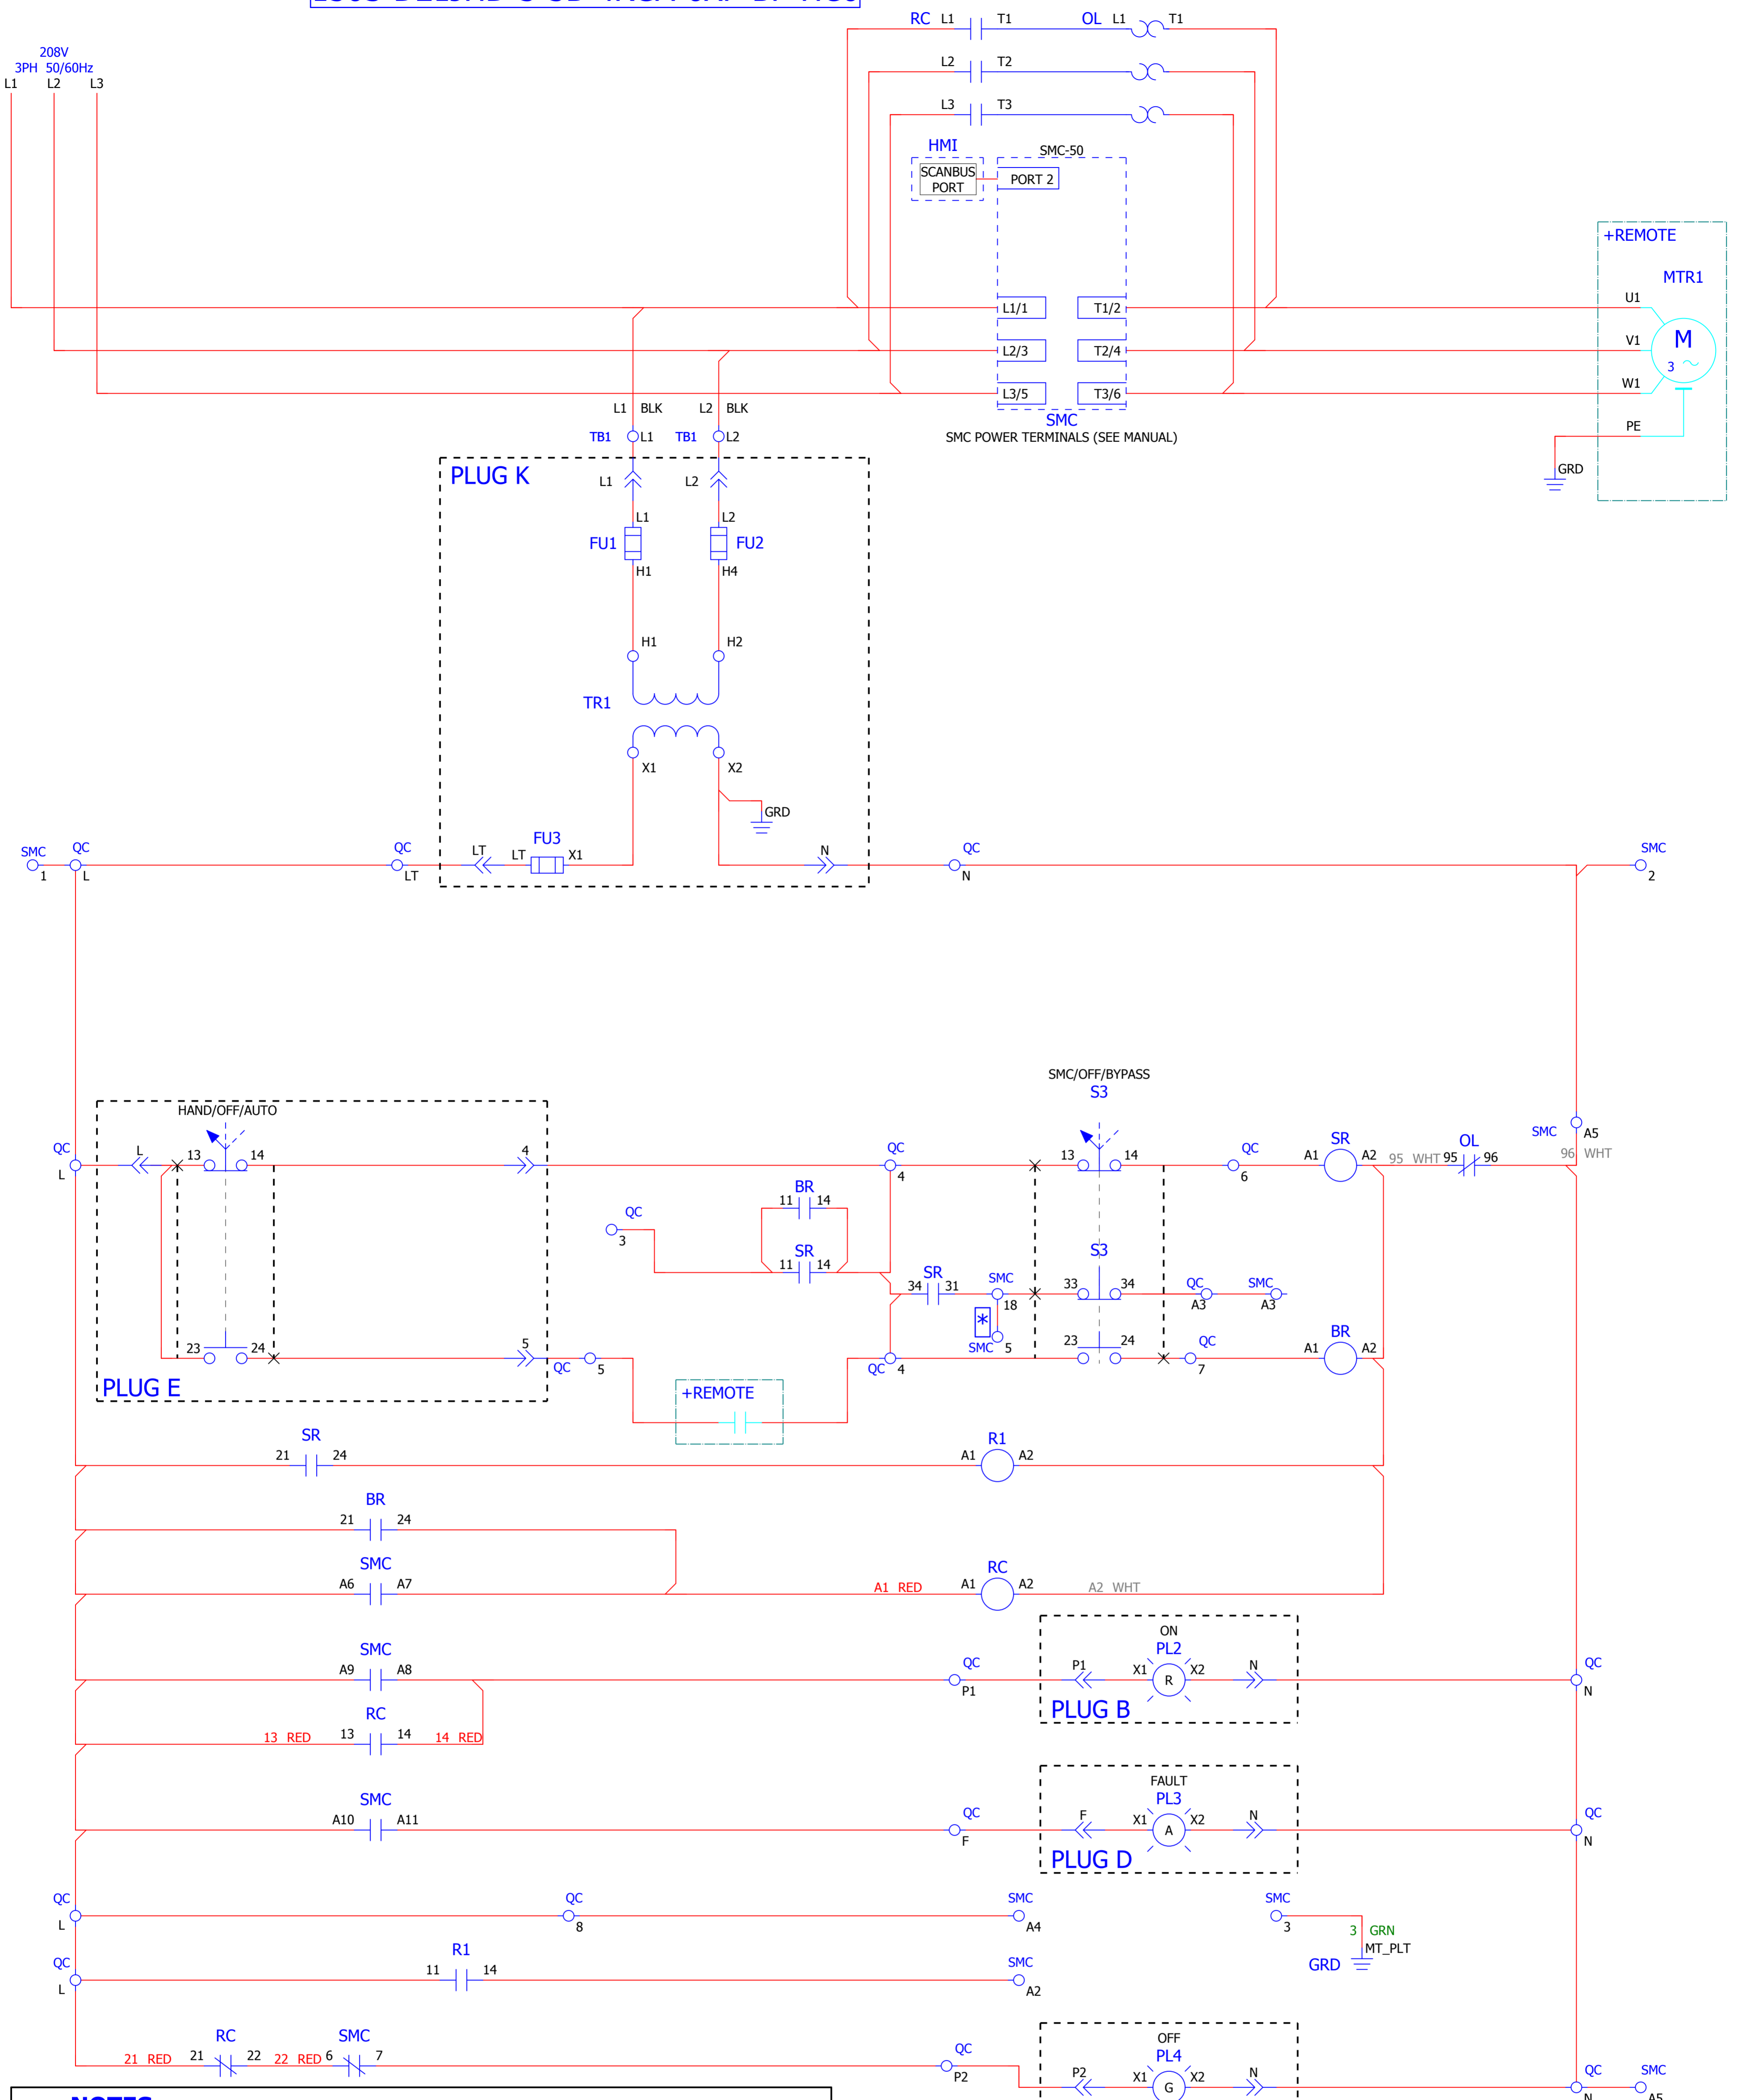 208V
3PH 50/60Hz
L1 L2 L3
RC L1 T1 OL L1 T1
L2 T2
L3 T3
HMI
SMC-50
SCANBUS
PORT
PORT 2
+REMOTE
MTR1
L1/1 T1/2 U1
L2/3 T2/4 V1
M
3
L3/5 T3/6 W1
SMC
SMC POWER TERMINALS (SEE MANUAL)
PE
GRD
L1 BLK L2 BLK
TB1 L1 TB1 L2
PLUG K
L1 L2
L1 L2
FU1 FU2
H1 H4
H1 H2
TR1
X1 X2
GRD
SMC QC QC LT LT FU3 X1 N QC SMC
1 L LT N 2
SMC/OFF/BYPASS
S3
HAND/OFF/AUTO
QC L 13 14 4 QC 13 14 QC SR SMC A5
L 4 6 A1 A2 95 WHT 95 OL 96 96 WHT
BR
11 14
QC
3
SR
11 14
S3
SR
34 31 SMC 33 34 QC SMC
18 A3 A3
*
SMC 5
23 24 5 QC 5 QC 4 23 24 QC 7 BR A1 A2
PLUG E
+REMOTE
SR
21 24
R1
A1 A2
BR
21 24
SMC
A6 A7
RC
A1 RED A1 A2 A2 WHT
SMC
A9 A8
QC
P1
ON
PL2
P1 X1 R X2 N
PLUG B
QC
N
RC
13 RED 13 14 14 RED
SMC
A10 A11
QC
F
FAULT
PL3
F X1 A X2 N
PLUG D
QC
N
QC QC SMC SMC
L 8 A4 3
3 GRN
MT_PLT
GRD
QC R1 SMC
L 11 14 A2
RC SMC
21 RED 21 22 22 RED 6 7
QC
P2
OFF
PL4
P2 X1 G X2 N
QC SMC
N A5